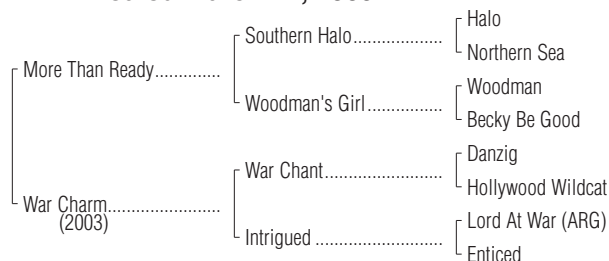 Halo
Southern Halo
Northern Sea
More Than Ready
Woodman
Woodman's Girl
Becky Be Good
Danzig
War Chant
Hollywood Wildcat
War Charm
(2003)
Lord At War (ARG)
Intrigued
Enticed